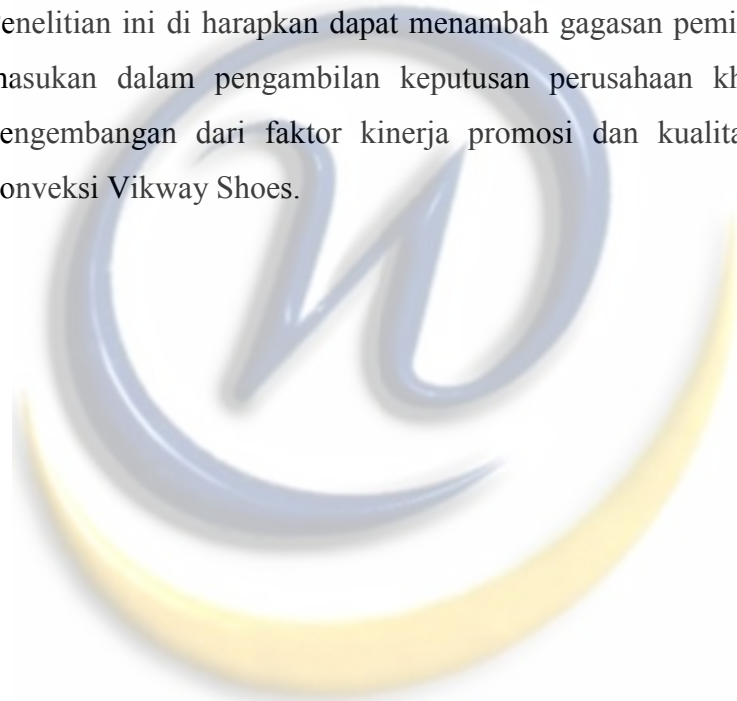 enelitian ini di harapkan dapat menambah gagasan pemi
asukan dalam pengambilan keputusan perusahaan kh
engembangan dari faktor kinerja promosi dan kualita
onveksi Vikway Shoes.